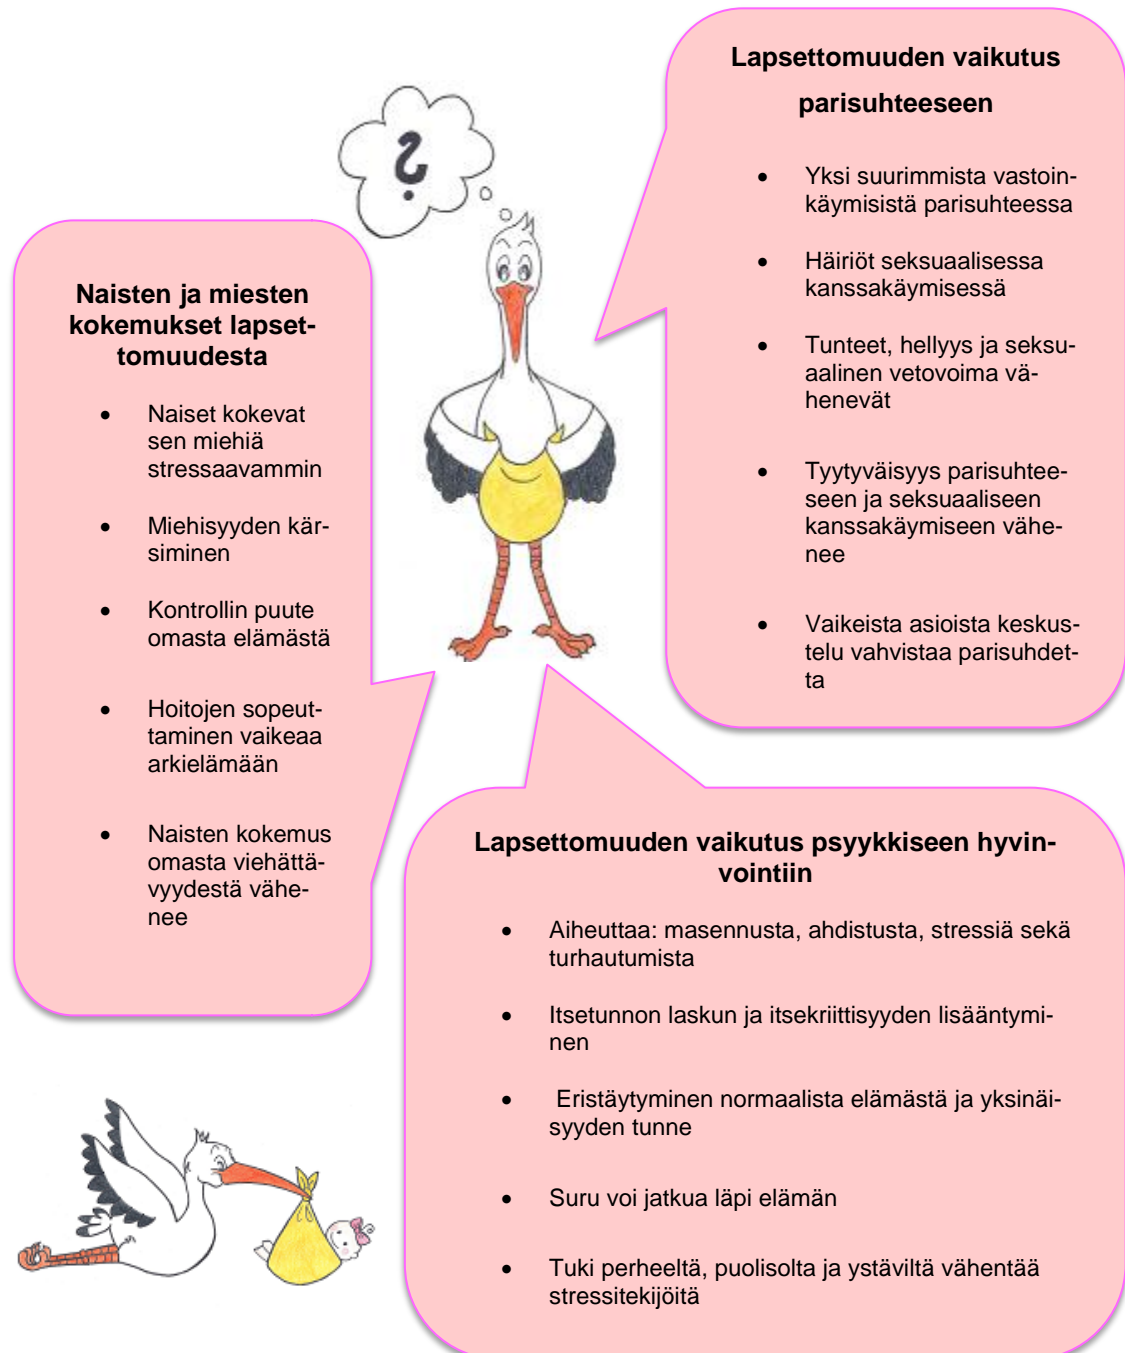 Lapsettomuuden vaikutus
parisuhteeseen
• Yksi suurimmista vastoin-
käymisistä parisuhteessa
• Häiriöt seksuaalisessa
kanssakäymisessä
• Tunteet, hellyys ja seksu-
aalinen vetovoima vä-
henevät
• Tyytyväisyys parisuhtee-
seen ja seksuaaliseen
kanssakäymiseen vähe-
nee
• Vaikeista asioista keskus-
telu vahvistaa parisuhdet-
ta
?
Naisten ja miesten
kokemukset lapset-
tomuudesta
• Naiset kokevat
sen miehiä
stressaavammin
• Miehisyyden kär-
siminen
• Kontrollin puute
omasta elämästä
• Hoitojen sopeut-
taminen vaikeaa
arkielämään
• Naisten kokemus
omasta viehättä-
vyydestä vähe-
nee
Lapsettomuuden vaikutus psyykkiseen hyvin-
vointiin
• Aiheuttaa: masennusta, ahdistusta, stressiä sekä
turhautumista
• Itsetunnon laskun ja itsekriittisyyden lisääntymi-
nen
• Eristäytyminen normaalista elämästä ja yksinäi-
syyden tunne
• Suru voi jatkua läpi elämän
• Tuki perheeltä, puolisolta ja ystäviltä vähentää
stressitekijöitä